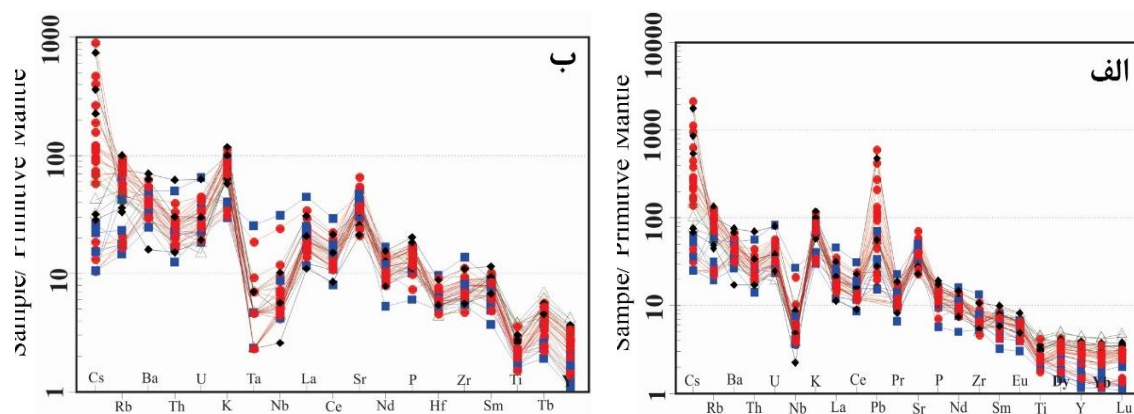 ب
1000
100
10
1
Sample/ Primitive Mantle
Cs Ba U Ta La Sr P Zr Ti
Rb Th K Nb Ce Nd Hf Sm Tb
الف
10000
1000
100
10
1
Sample/ Primitive Mantle
Cs Ba U K Ce Pr P Zr Eu Dy Yb
Rb Th Nb La Pb Sr Nd Sm Ti Y Lu